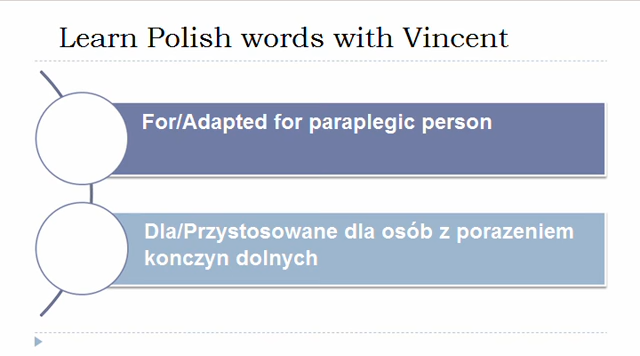 Learn Polish words with Vincent
For/Adapted for paraplegic person
Dla/Przystosowane dla osób z porazeniem
konczyn dolnych